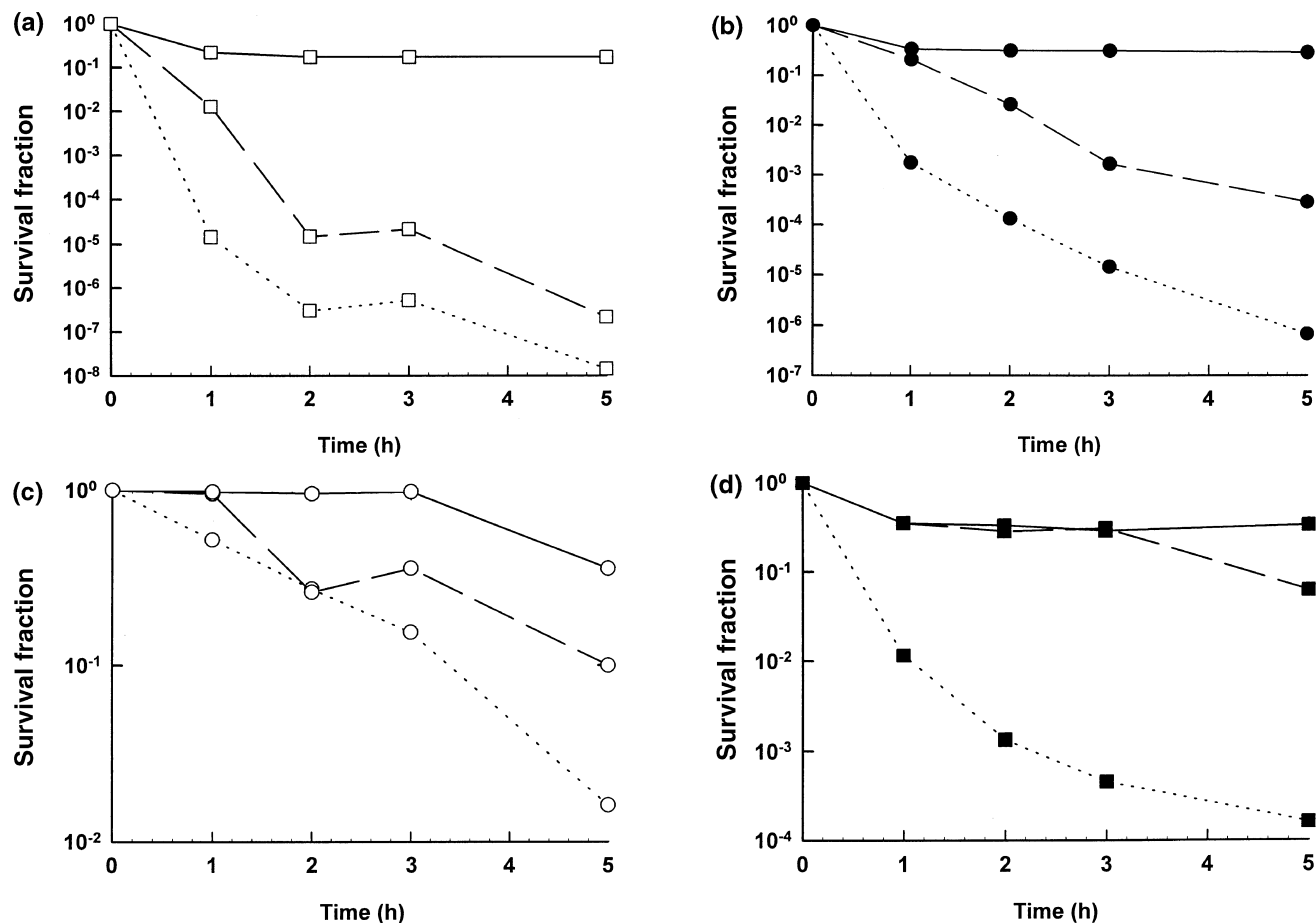 (a)
Survival fraction
10⁰
10⁻¹
10⁻²
10⁻³
10⁻⁴
10⁻⁵
10⁻⁶
10⁻⁷
10⁻⁸
0 1 2 3 4 5
Time (h)
(b)
Survival fraction
10⁰
10⁻¹
10⁻²
10⁻³
10⁻⁴
10⁻⁵
10⁻⁶
10⁻⁷
0 1 2 3 4 5
Time (h)
(c)
Survival fraction
10⁰
10⁻¹
10⁻²
0 1 2 3 4 5
Time (h)
(d)
Survival fraction
10⁰
10⁻¹
10⁻²
10⁻³
10⁻⁴
0 1 2 3 4 5
Time (h)